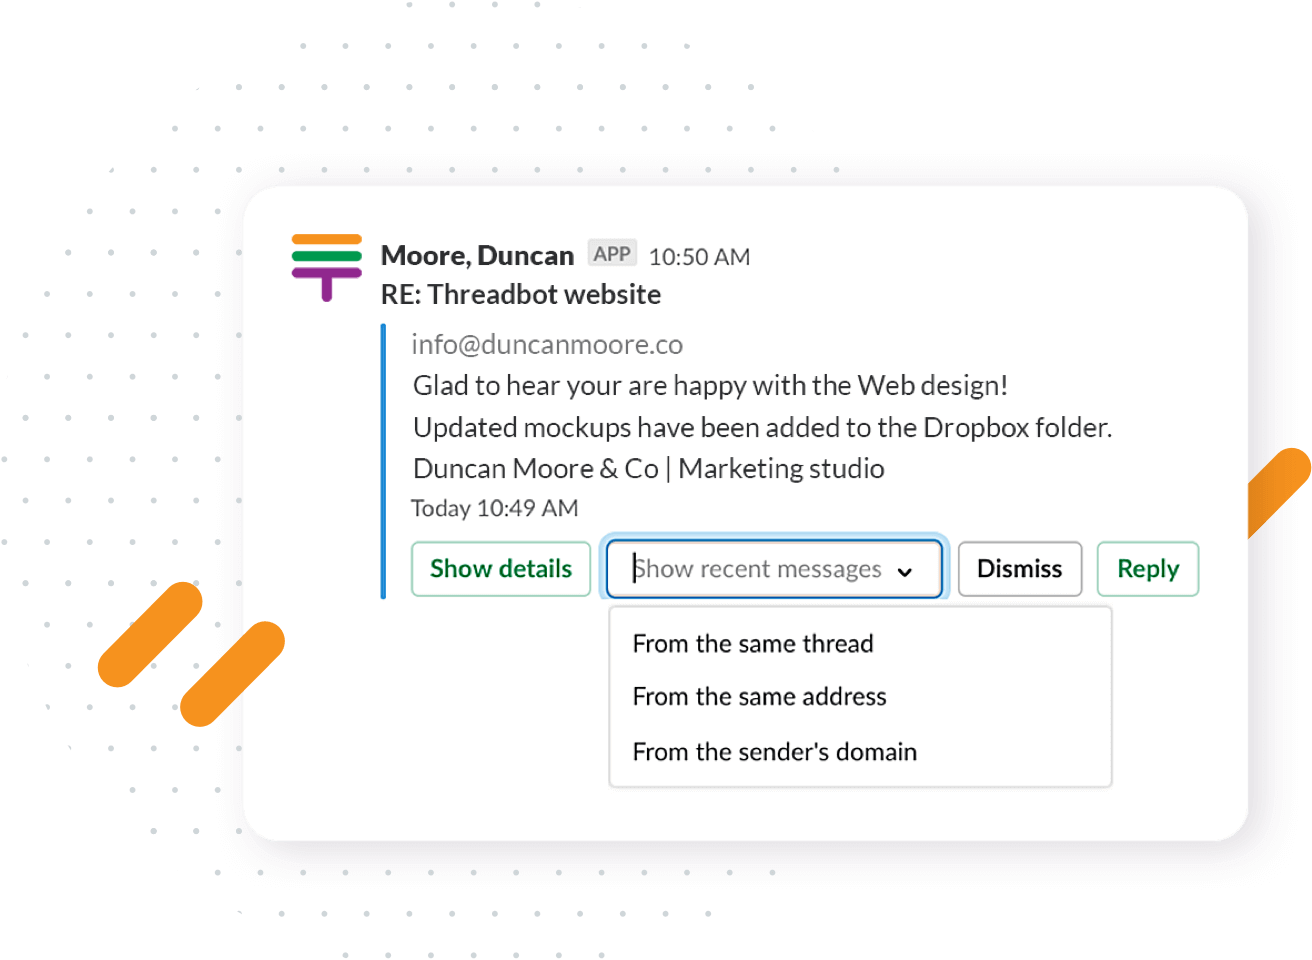 Moore, Duncan APP 10:50 AM
RE: Threadbot website
info@duncanmoore.co
Glad to hear your are happy with the Web design!
Updated mockups have been added to the Dropbox folder.
Duncan Moore & Co | Marketing studio
Today 10:49 AM
Show details Show recent messages Dismiss Reply
From the same thread
From the same address
From the sender's domain